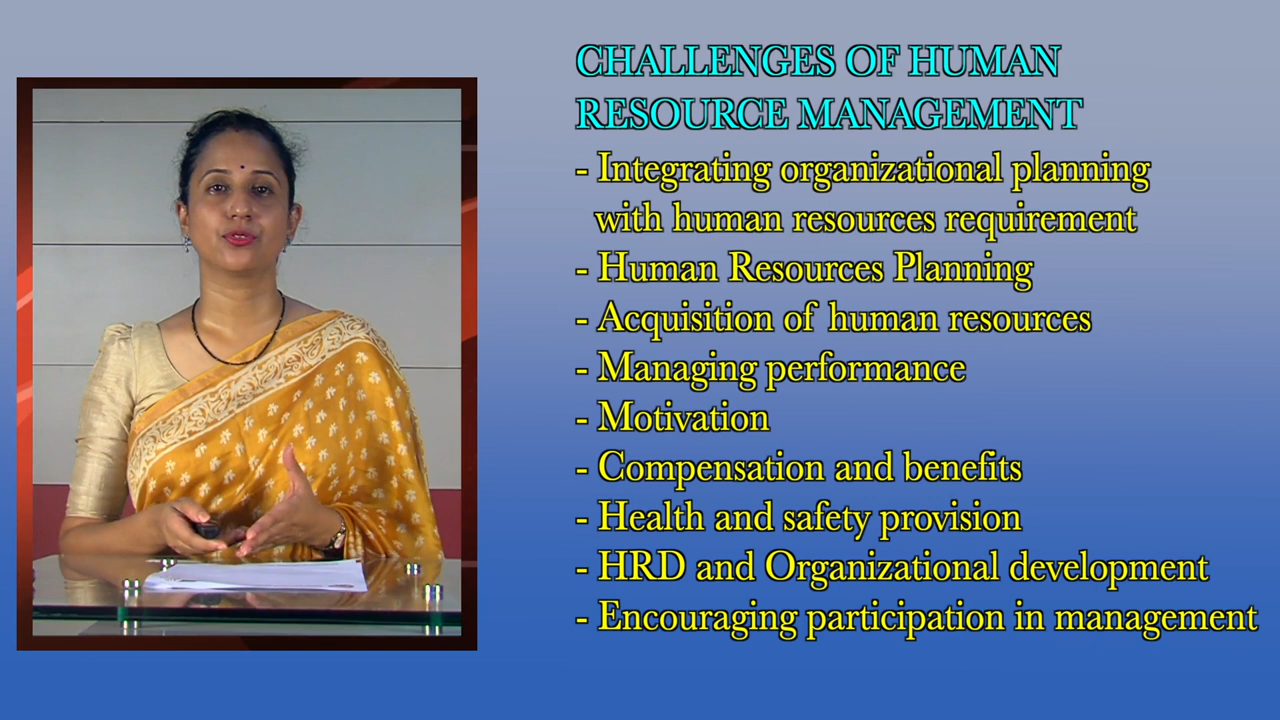 CHALLENGES OF HUMAN
RESOURCE MANAGEMENT
- Integrating organizational planning
with human resources requirement
- Human Resources Planning
- Acquisition of human resources
- Managing performance
- Motivation
- Compensation and benefits
- Health and safety provision
- HRD and Organizational development
- Encouraging participation in management